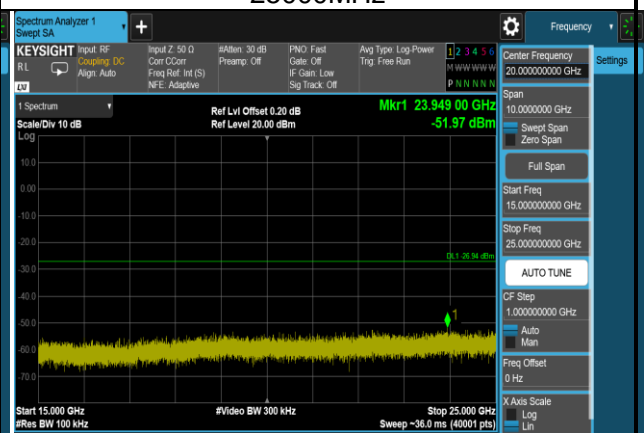 Spectrum Analyzer 1
Swept SA
Frequency
KEYSIGHT
RL
LXI
Input: RF
Coupling: DC
Align: Auto
Input Z: 50 Ω
Corr CCorr
Freq Ref: Int (S)
NFE: Adaptive
#Atten: 30 dB
Preamp: Off
PNO: Fast
Gate: Off
IF Gain: Low
Sig Track: Off
Avg Type: Log-Power
Trig: Free Run
1 2 3 4 5 6
M W W W W W
P N N N N N
Center Frequency
20.000000000 GHz
Settings
Span
10.0000000 GHz
Swept Span
Zero Span
Full Span
Start Freq
15.000000000 GHz
Stop Freq
25.000000000 GHz
AUTO TUNE
CF Step
1.000000000 GHz
Auto
Man
Freq Offset
0 Hz
X Axis Scale
Log
Lin
1 Spectrum
Scale/Div 10 dB
Log
Ref Lvl Offset 0.20 dB
Ref Level 20.00 dBm
Mkr1 23.949 00 GHz
-51.97 dBm
10.0
0.00
-10.0
-20.0
DL1 -26.94 dBm
-30.0
-40.0
1
-50.0
-60.0
-70.0
Start 15.000 GHz
#Res BW 100 kHz
#Video BW 300 kHz
Stop 25.000 GHz
Sweep ~36.0 ms (40001 pts)